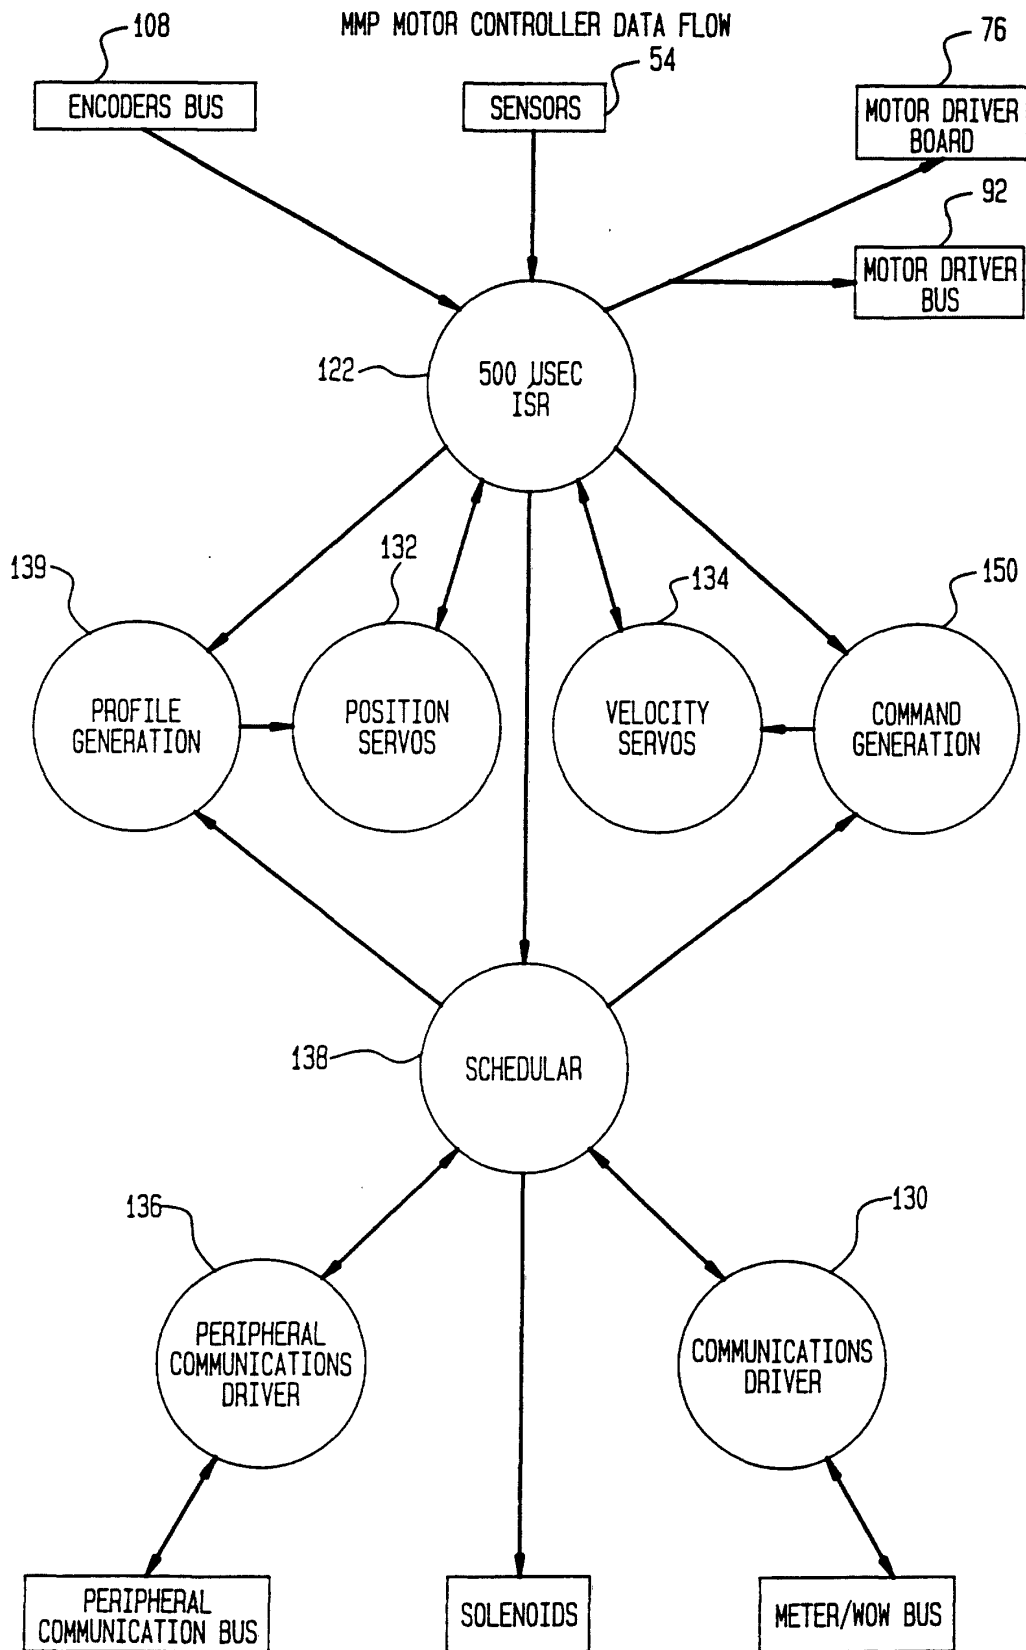 MMP MOTOR CONTROLLER DATA FLOW
108
54
76
ENCODERS BUS
SENSORS
MOTOR DRIVER
BOARD
92
MOTOR DRIVER
BUS
122
500 µSEC
ISR
139
132
134
150
PROFILE
GENERATION
POSITION
SERVOS
VELOCITY
SERVOS
COMMAND
GENERATION
138
SCHEDULAR
136
130
PERIPHERAL
COMMUNICATIONS
DRIVER
COMMUNICATIONS
DRIVER
PERIPHERAL
COMMUNICATION BUS
SOLENOIDS
METER/WOW BUS